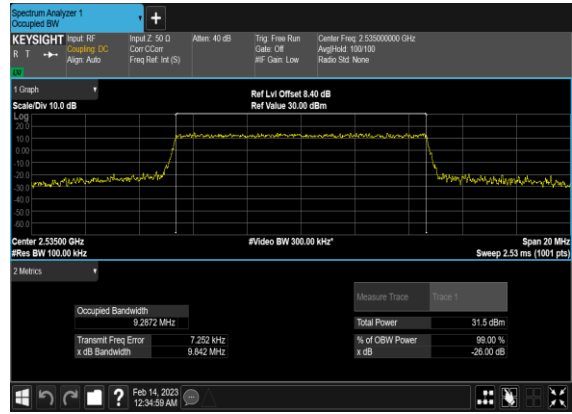 Spectrum Analyzer 1
Occupied BW
+
KEYSIGHT Input: RF Input Z: 50 Ω Atten: 40 dB Trig: Free Run Center Freq: 2.535000000 GHz
R T Coupling: DC Corr CCorr Gate: Off Avg|Hold: 100/100
Align: Auto Freq Ref: Int (S) #IF Gain: Low Radio Std: None
LW
1 Graph
Ref Lvl Offset 8.40 dB
Scale/Div 10.0 dB Ref Value 30.00 dBm
Log
20.0
10.0
0.00
-10.0
-20.0
-30.0
-40.0
-50.0
-60.0
Center 2.53500 GHz #Video BW 300.00 kHz* Span 20 MHz
#Res BW 100.00 kHz Sweep 2.53 ms (1001 pts)
2 Metrics
Measure Trace Trace 1
Occupied Bandwidth
9.2872 MHz Total Power 31.5 dBm
Transmit Freq Error 7.252 kHz % of OBW Power 99.00 %
x dB Bandwidth 9.842 MHz x dB -26.00 dB
? Feb 14, 2023
12:34:59 AM